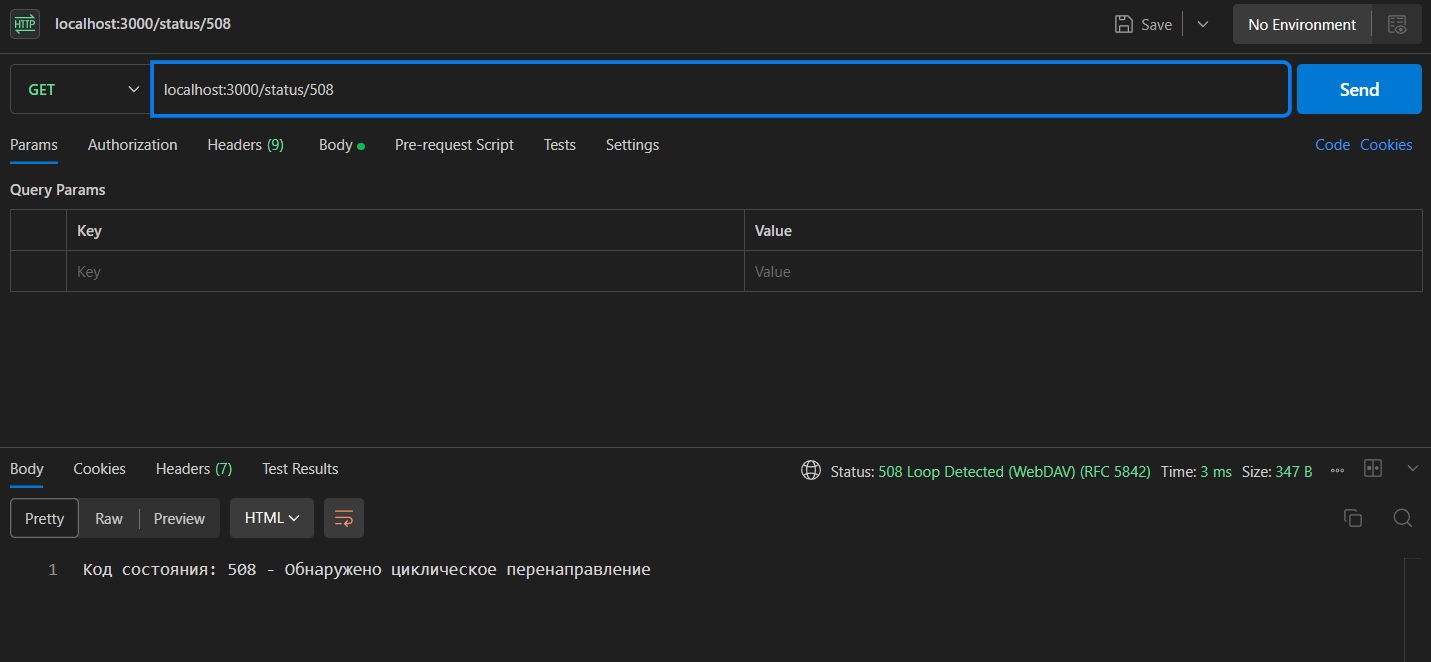 HTTP localhost:3000/status/508 Save No Environment
GET localhost:3000/status/508 Send
Params Authorization Headers (9) Body Pre-request Script Tests Settings Code Cookies
Query Params
Key Value
Key Value
Body Cookies Headers (7) Test Results Status: 508 Loop Detected (WebDAV) (RFC 5842) Time: 3 ms Size: 347 B
Pretty Raw Preview HTML
1 Код состояния: 508 - Обнаружено циклическое перенаправление